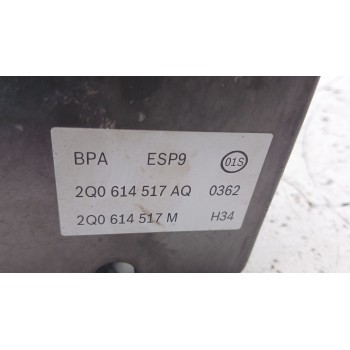 BPA ESP9 01S
2Q0 614 517 AQ 0362
2Q0 614 517 M H34